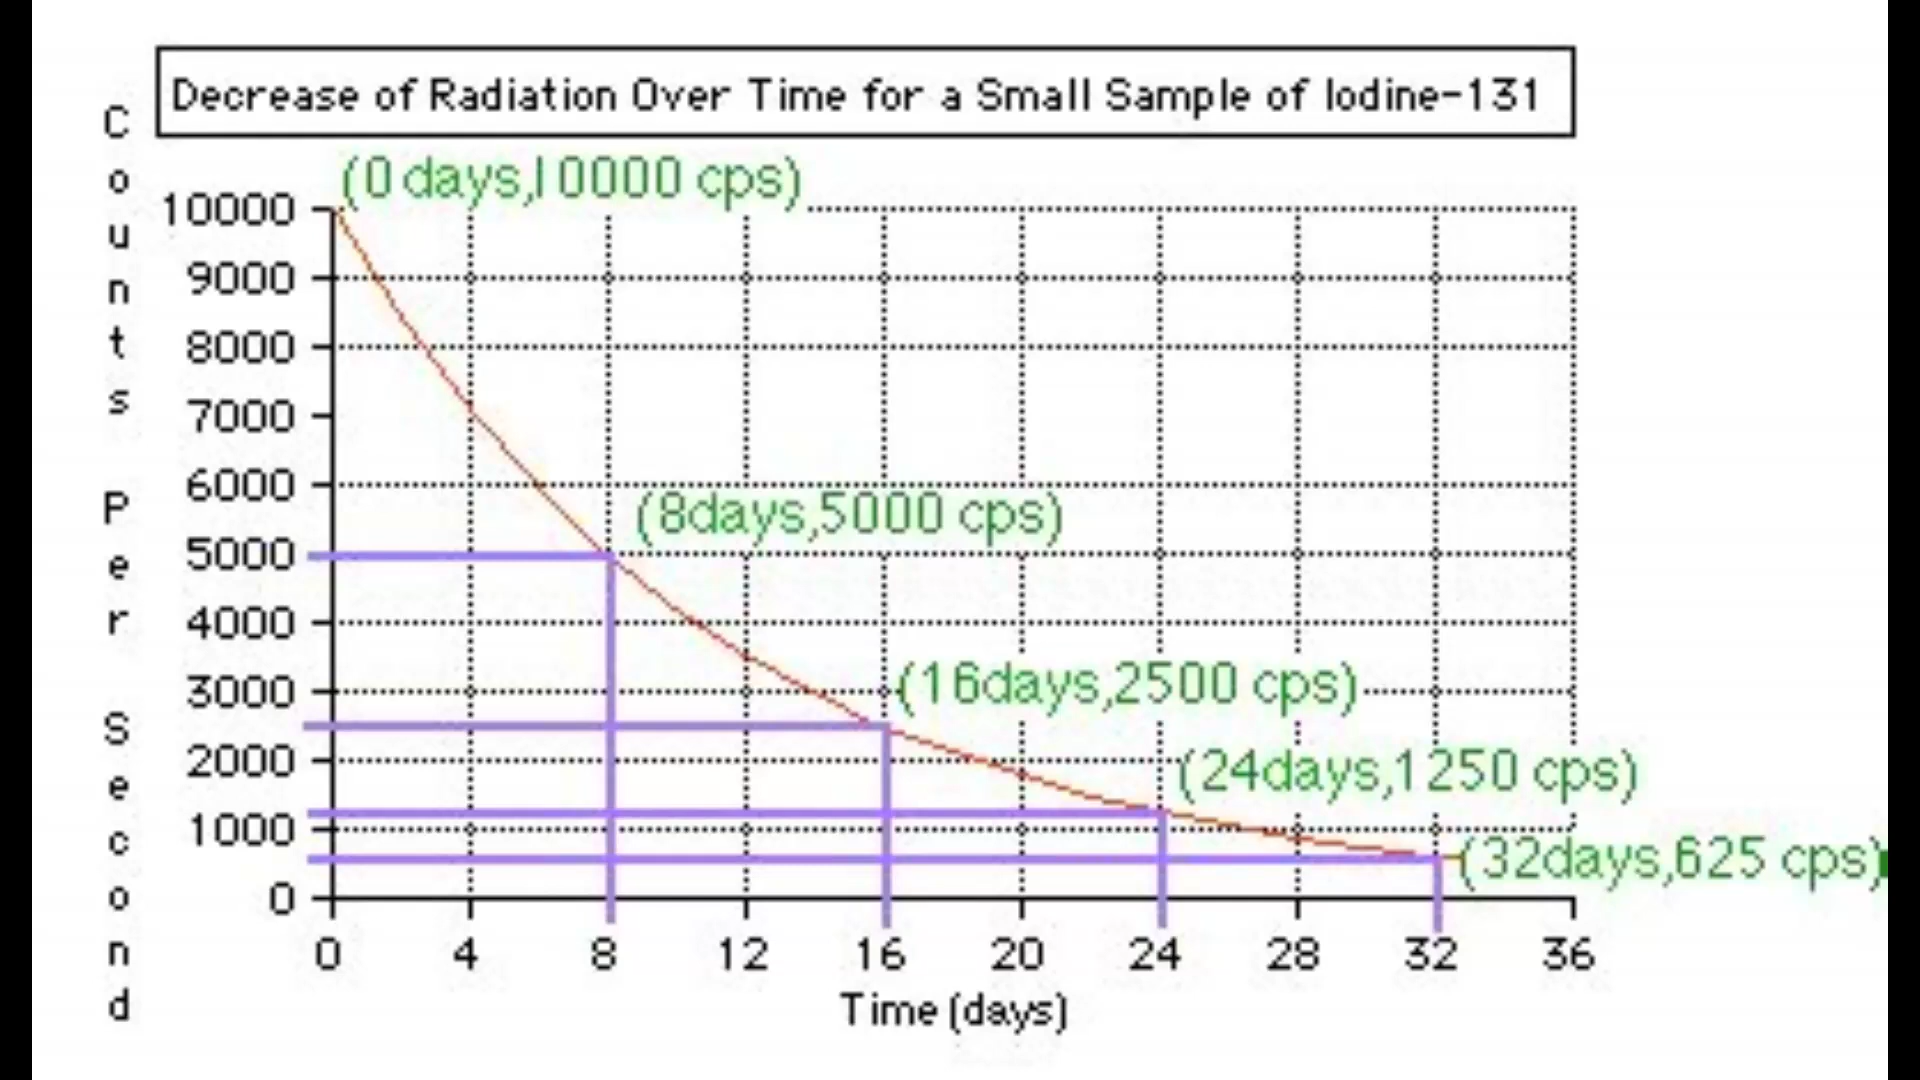 Decrease of Radiation Over Time for a Small Sample of Iodine-131
Counts Per Second
(0 days,10000 cps)
10000
9000
8000
7000
6000
(8days,5000 cps)
5000
4000
3000
(16days,2500 cps)
2000
(24days,1250 cps)
1000
(32days,625 cps)
0
0 4 8 12 16 20 24 28 32 36
Time (days)